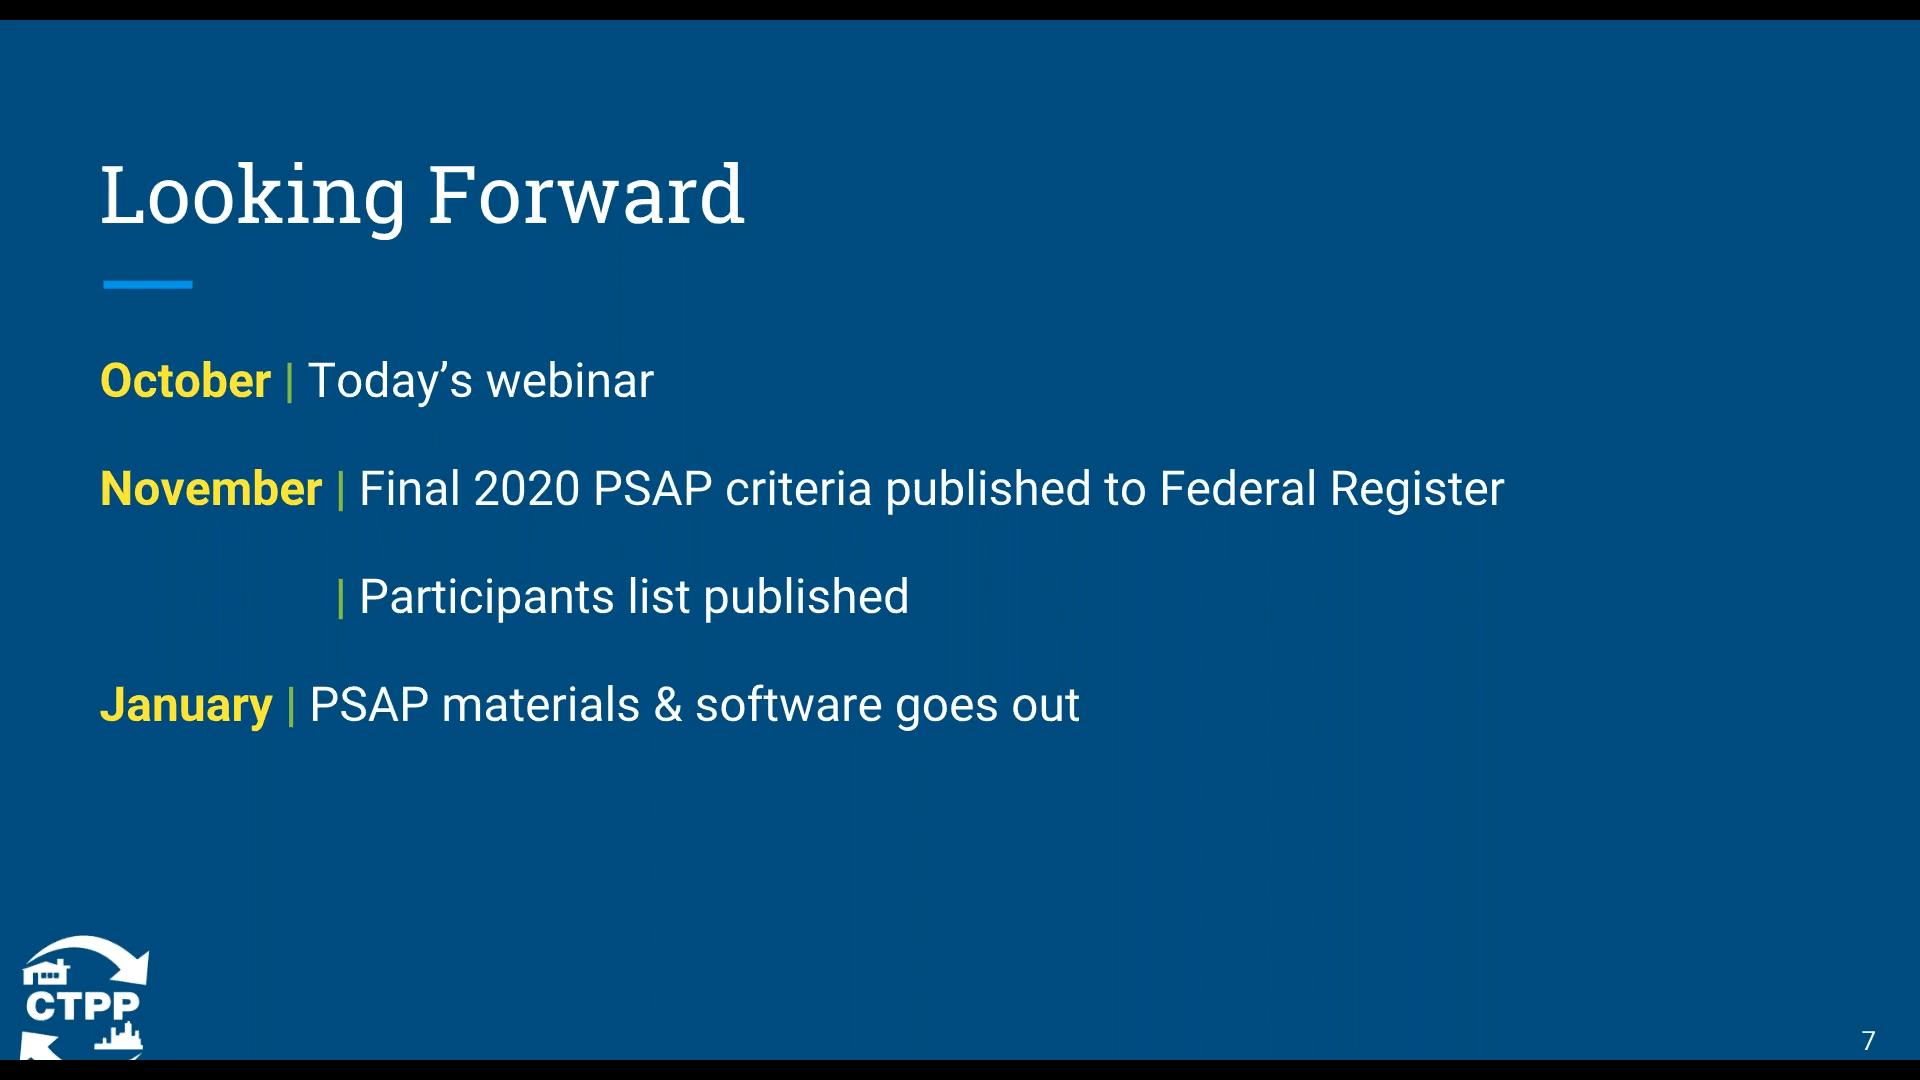 Looking Forward
October | Today’s webinar
November | Final 2020 PSAP criteria published to Federal Register
| Participants list published
January | PSAP materials & software goes out
CTPP
7